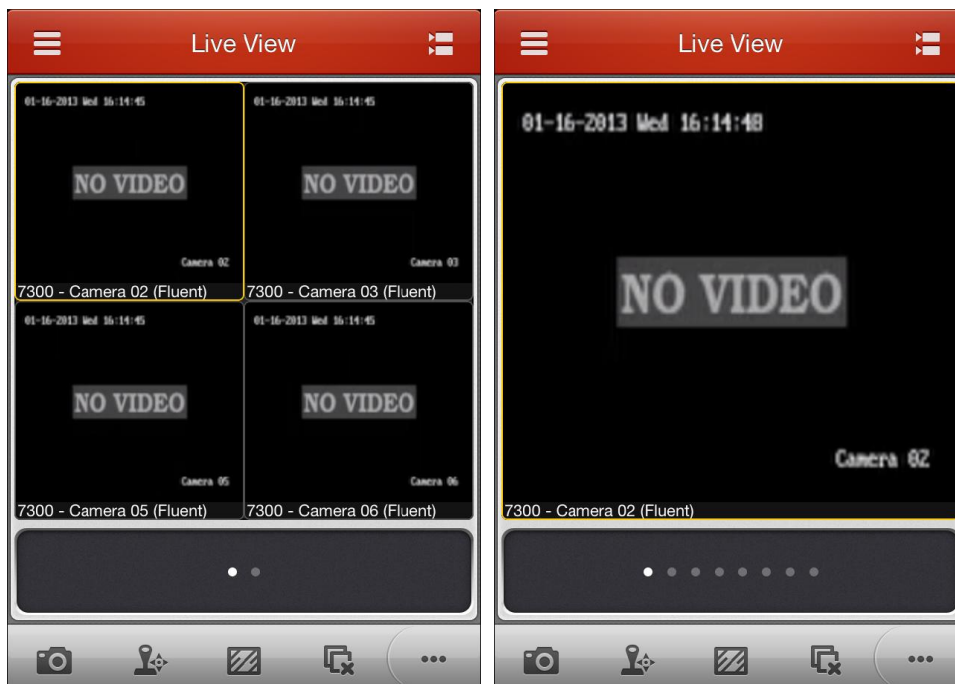 Live View
01-16-2013 Wed 16:14:45
NO VIDEO
Camera 02
7300 - Camera 02 (Fluent)
01-16-2013 Wed 16:14:45
NO VIDEO
Camera 03
7300 - Camera 03 (Fluent)
01-16-2013 Wed 16:14:45
NO VIDEO
Camera 05
7300 - Camera 05 (Fluent)
01-16-2013 Wed 16:14:45
NO VIDEO
Camera 06
7300 - Camera 06 (Fluent)
Live View
01-16-2013 Wed 16:14:48
NO VIDEO
Camera 02
7300 - Camera 02 (Fluent)